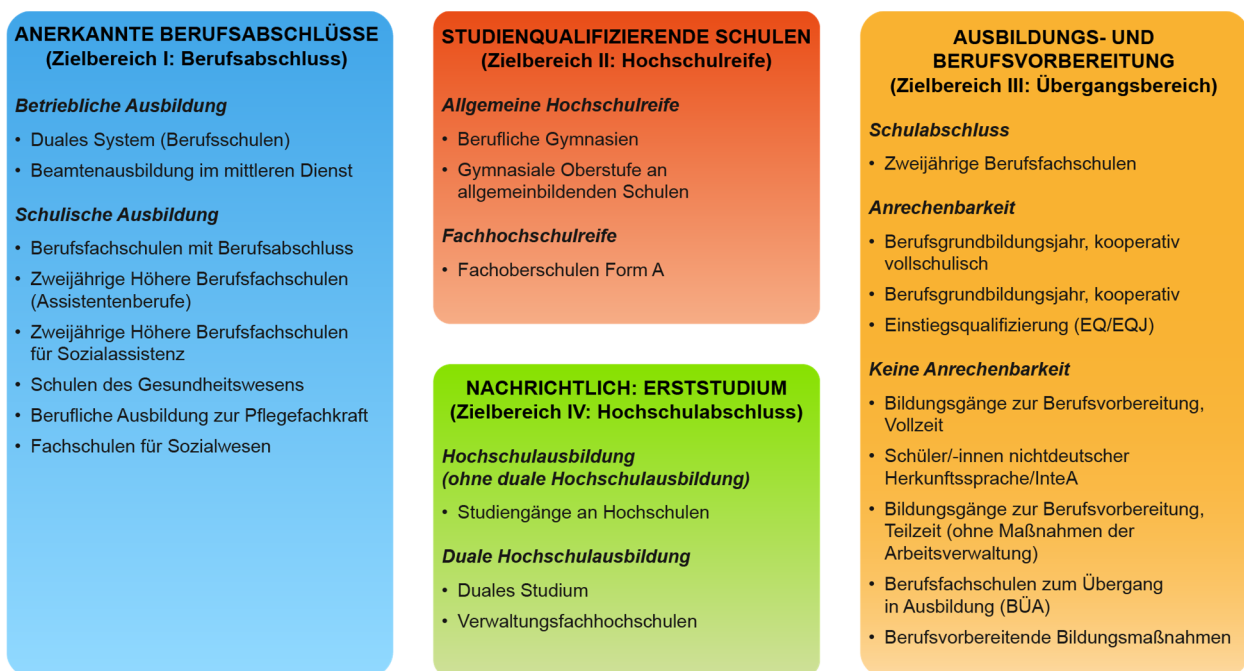 ANERKANNTE BERUFSABSCHLÜSSE
(Zielbereich I: Berufsabschluss)
Betriebliche Ausbildung
• Duales System (Berufsschulen)
• Beamtenausbildung im mittleren Dienst
Schulische Ausbildung
• Berufsfachschulen mit Berufsabschluss
• Zweijährige Höhere Berufsfachschulen
(Assistentenberufe)
• Zweijährige Höhere Berufsfachschulen
für Sozialassistenz
• Schulen des Gesundheitswesens
• Berufliche Ausbildung zur Pflegefachkraft
• Fachschulen für Sozialwesen
STUDIENQUALIFIZIERENDE SCHULEN
(Zielbereich II: Hochschulreife)
Allgemeine Hochschulreife
• Berufliche Gymnasien
• Gymnasiale Oberstufe an
allgemeinbildenden Schulen
Fachhochschulreife
• Fachoberschulen Form A
NACHRICHTLICH: ERSTSTUDIUM
(Zielbereich IV: Hochschulabschluss)
Hochschulausbildung
(ohne duale Hochschulausbildung)
• Studiengänge an Hochschulen
Duale Hochschulausbildung
• Duales Studium
• Verwaltungsfachhochschulen
AUSBILDUNGS- UND
BERUFSVORBEREITUNG
(Zielbereich III: Übergangsbereich)
Schulabschluss
• Zweijährige Berufsfachschulen
Anrechenbarkeit
• Berufsgrundbildungsjahr, kooperativ
vollschulisch
• Berufsgrundbildungsjahr, kooperativ
• Einstiegsqualifizierung (EQ/EQJ)
Keine Anrechenbarkeit
• Bildungsgänge zur Berufsvorbereitung,
Vollzeit
• Schüler/-innen nichtdeutscher
Herkunftssprache/InteA
• Bildungsgänge zur Berufsvorbereitung,
Teilzeit (ohne Maßnahmen der
Arbeitsverwaltung)
• Berufsfachschulen zum Übergang
in Ausbildung (BÜA)
• Berufsvorbereitende Bildungsmaßnahmen